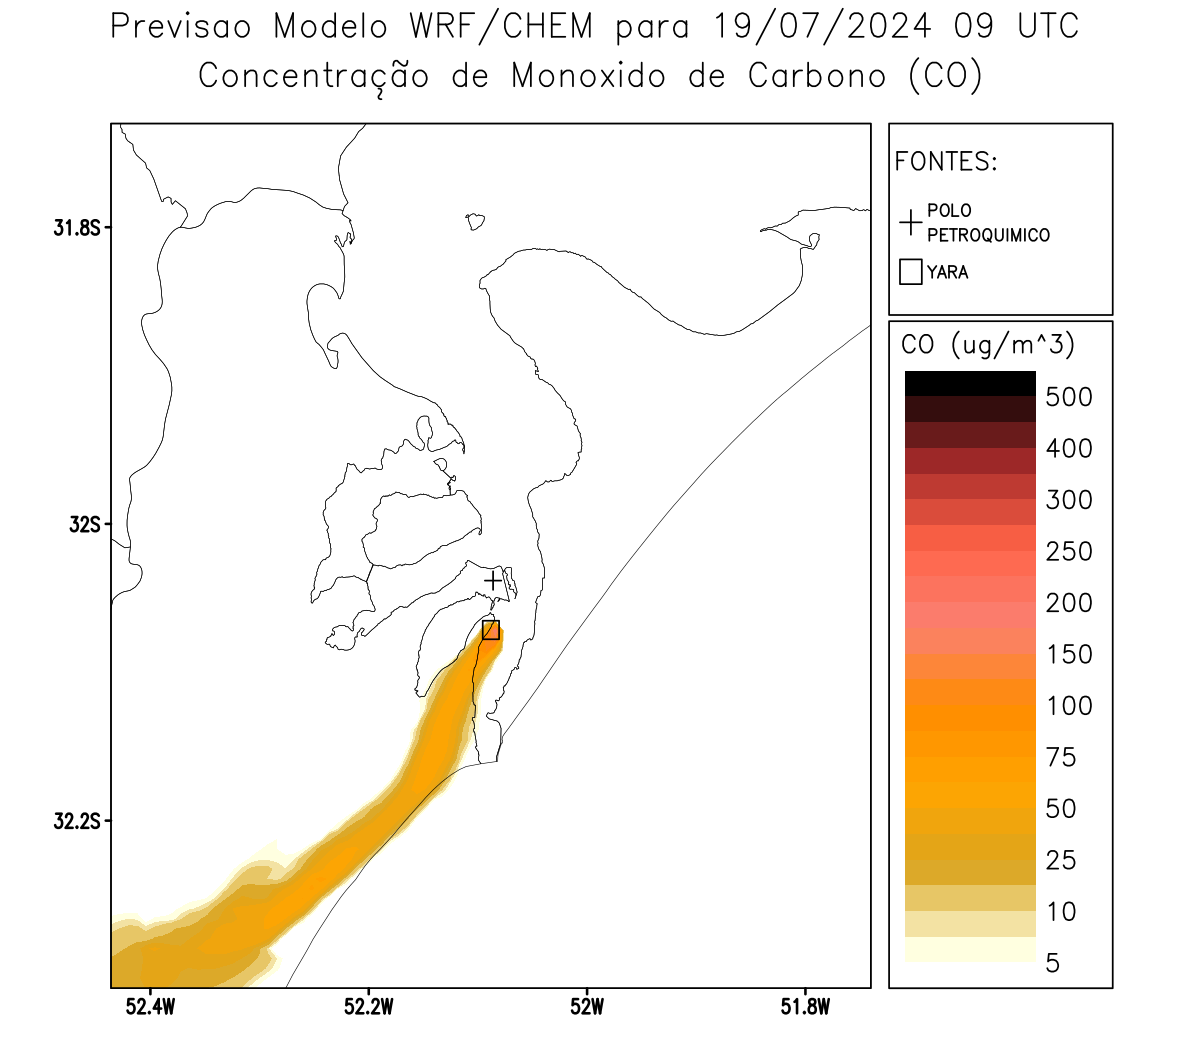 Previsao Modelo WRF/CHEM para 19/07/2024 09 UTC
Concentração de Monoxido de Carbono (CO)
FONTES:
POLO
PETROQUIMICO
YARA
CO (ug/m^3)
500
400
300
250
200
150
100
75
50
25
10
5
31.8S
32S
32.2S
52.4W
52.2W
52W
51.8W